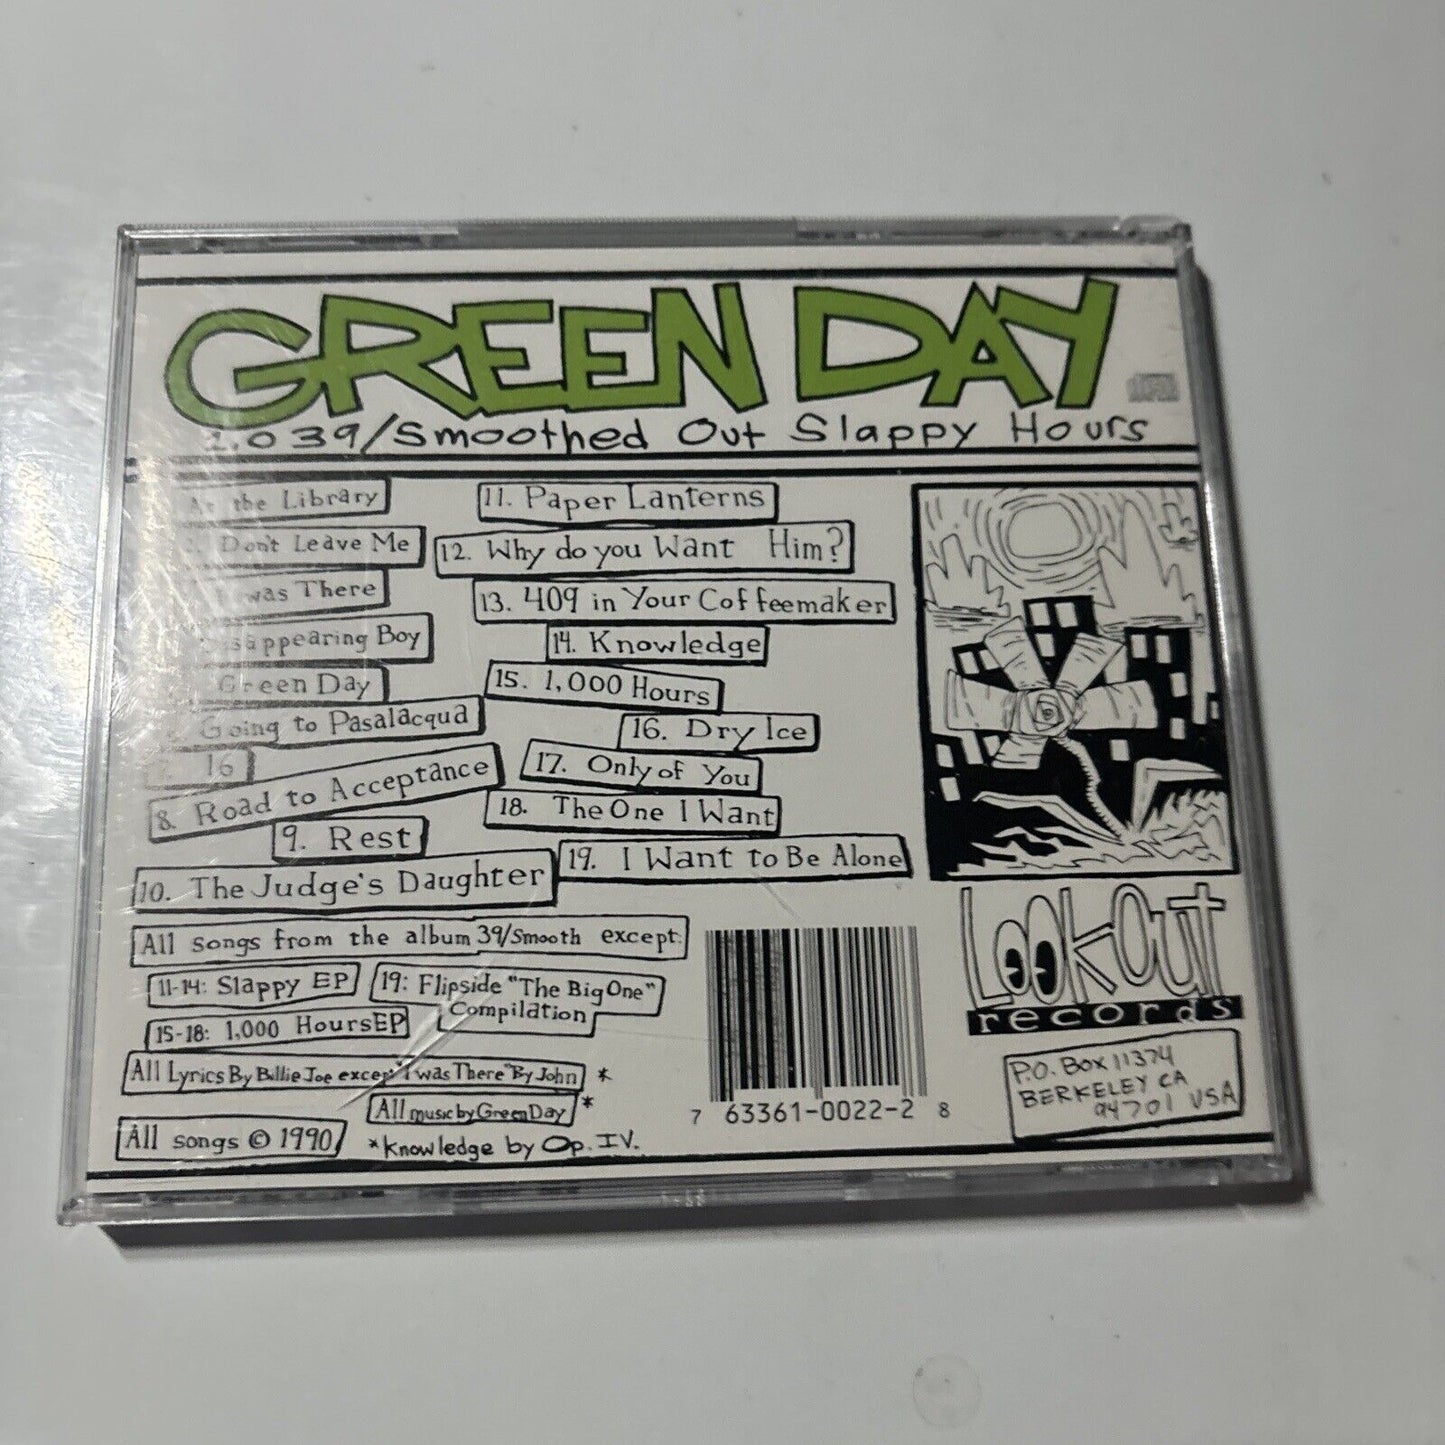 GREEN DAY
1,039/Smoothed Out Slappy Hours
At the Library
Don't Leave Me
I was There
Disappearing Boy
Green Day
Going to Pasalacqua
7. 16
8. Road to Acceptance
9. Rest
10. The Judge's Daughter
11. Paper Lanterns
12. Why do you Want Him?
13. 409 in Your Coffeemaker
14. Knowledge
15. 1,000 Hours
16. Dry Ice
17. Only of You
18. The One I Want
19. I Want to Be Alone
All songs from the album 39/Smooth except:
11-14: Slappy EP
19: Flipside "The Big One"
Compilation
15-18: 1,000 Hours EP
All Lyrics By Billie Joe except "I was There" By John *
All music by Green Day *
All songs © 1990
*Knowledge by Op. IV.
7 63361-0022-2 8
LOOKOUT
records
P.O. Box 11374
BERKELEY CA
94701 USA